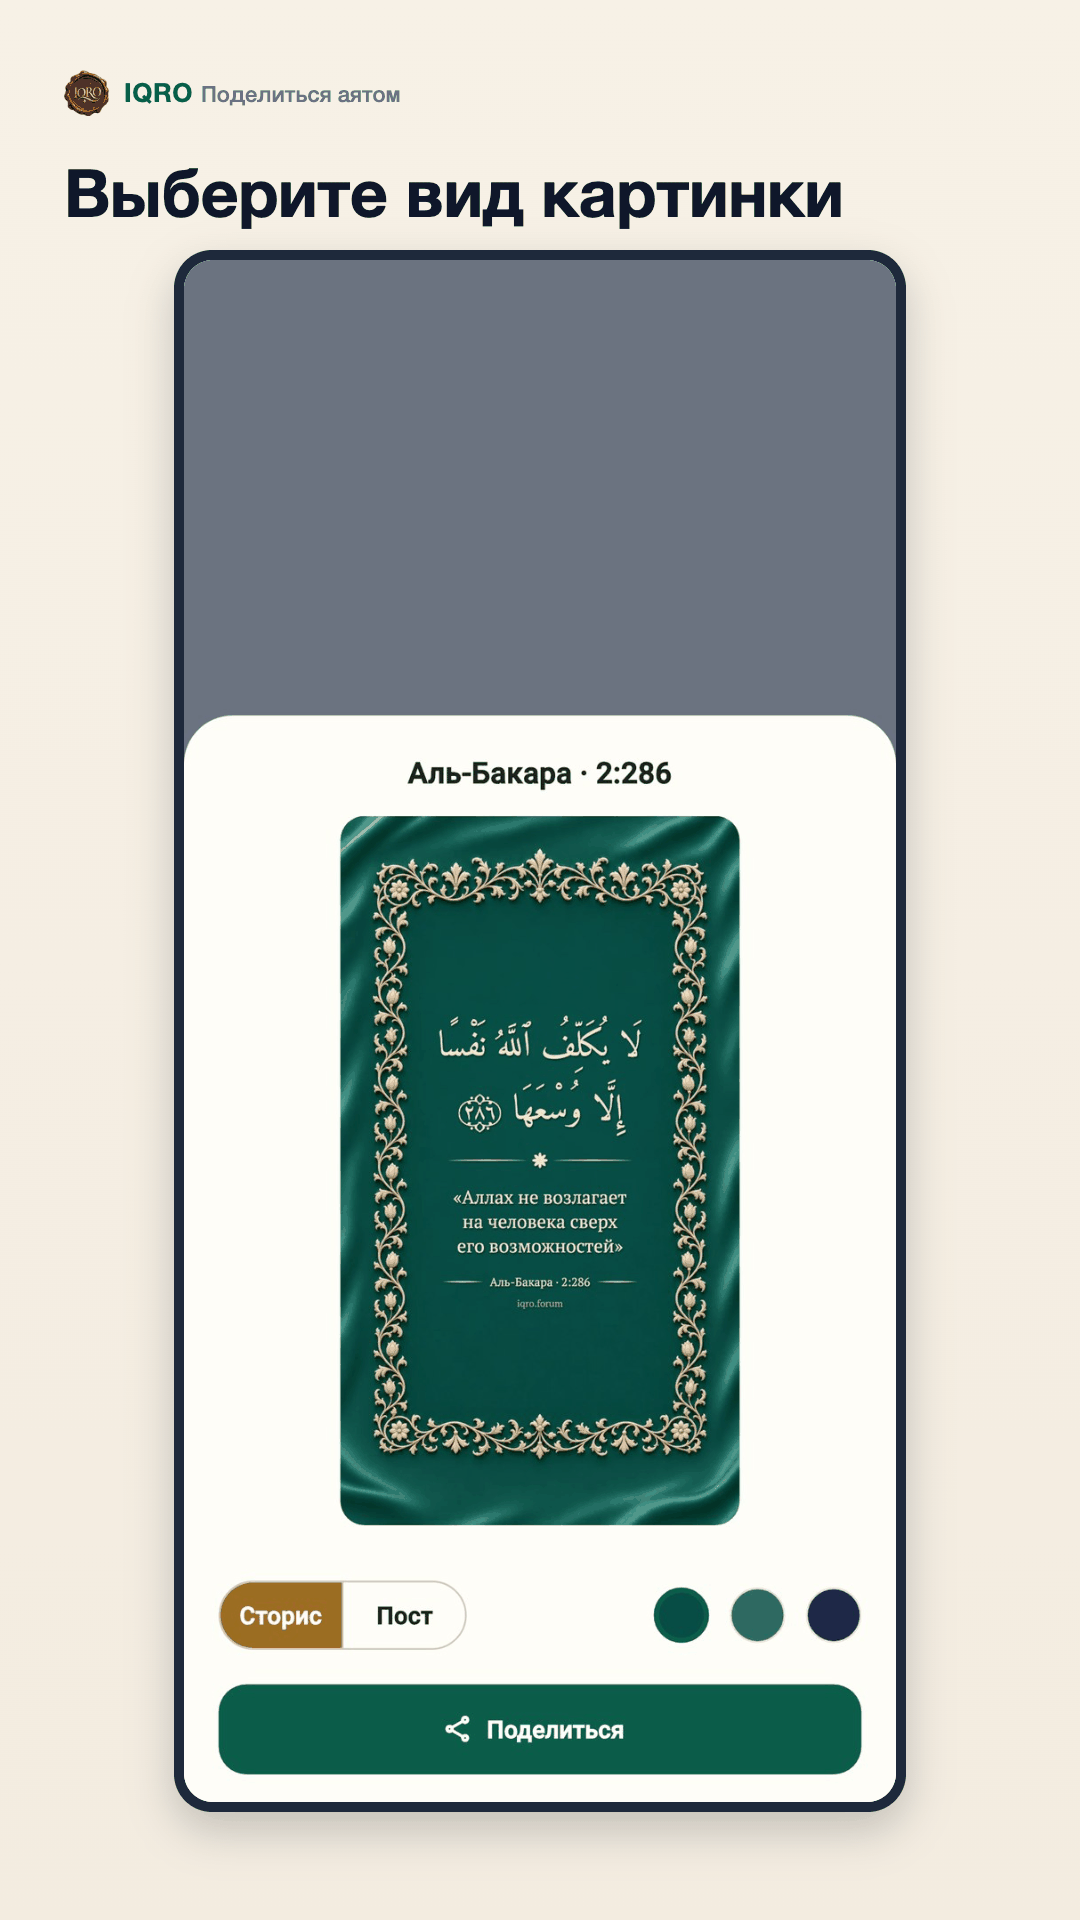 IQRO
IQRO Поделиться аятом
Выберите вид картинки
Аль-Бакара · 2:286
لَا يُكَلِّفُ ٱللَّهُ نَفْسًا
إِلَّا وُسْعَهَا ٢٨٦
«Аллах не возлагает
на человека сверх
его возможностей»
Аль-Бакара · 2:286
iqro.forum
Сторис Пост
Поделиться